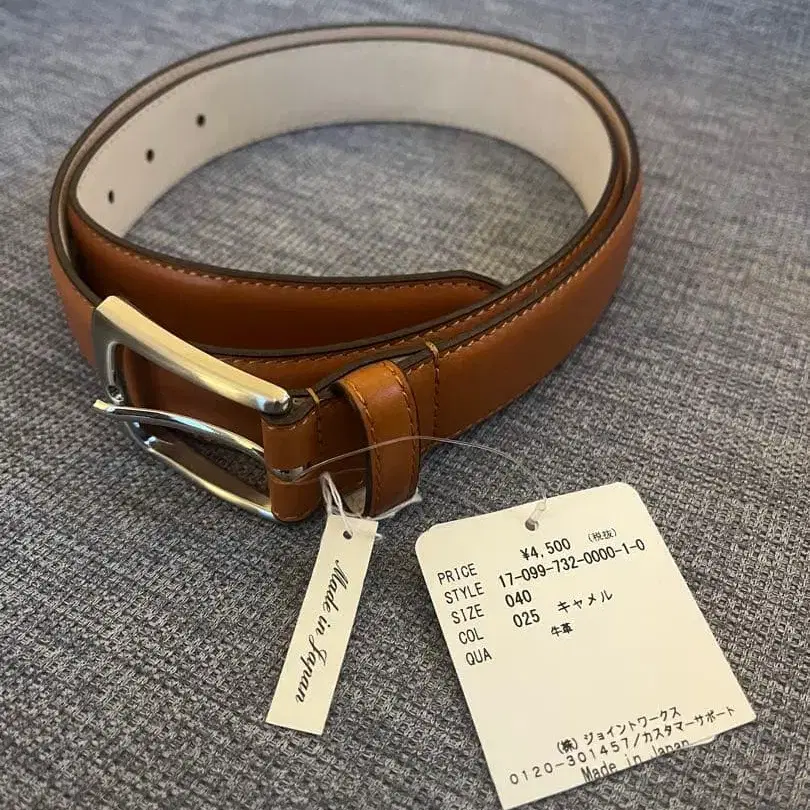 Made in Japan
PRICE ¥4,500 (税抜)
STYLE 17-099-732-0000-1-0
SIZE 040
COL 025 キャメル
QUA 牛革
(株) ジョイントワークス
0120-301457/カスタマーサポート
Made in Japan